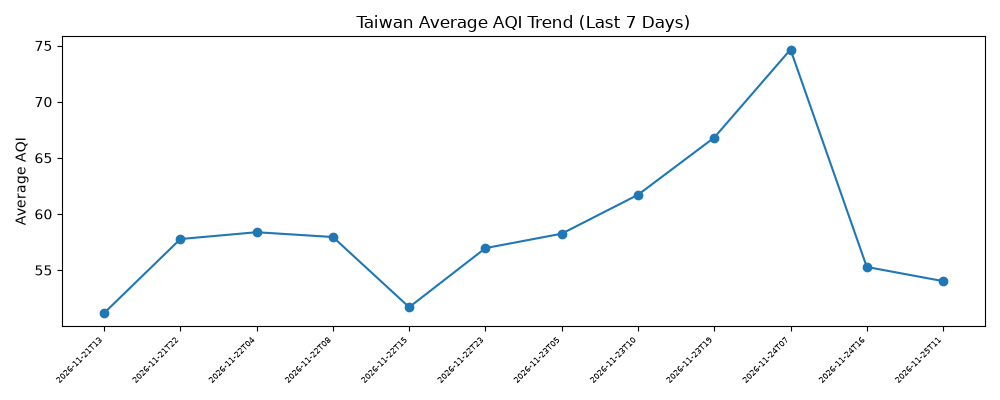 Taiwan Average AQI Trend (Last 7 Days)
Average AQI
75
70
65
60
55
2026-11-21T13
2026-11-21T22
2026-11-22T04
2026-11-22T08
2026-11-22T15
2026-11-22T23
2026-11-23T05
2026-11-23T10
2026-11-23T19
2026-11-24T07
2026-11-24T16
2026-11-25T11